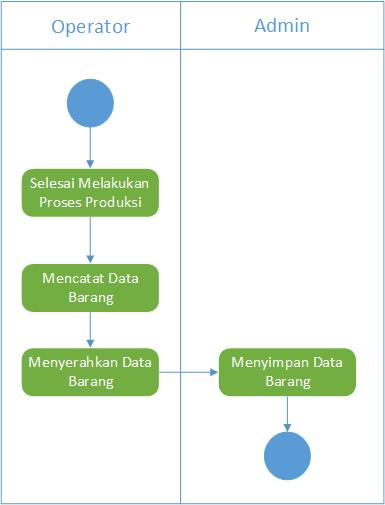 Operator
Admin
Selesai Melakukan
Proses Produksi
Mencatat Data
Barang
Menyerahkan Data
Barang
Menyimpan Data
Barang